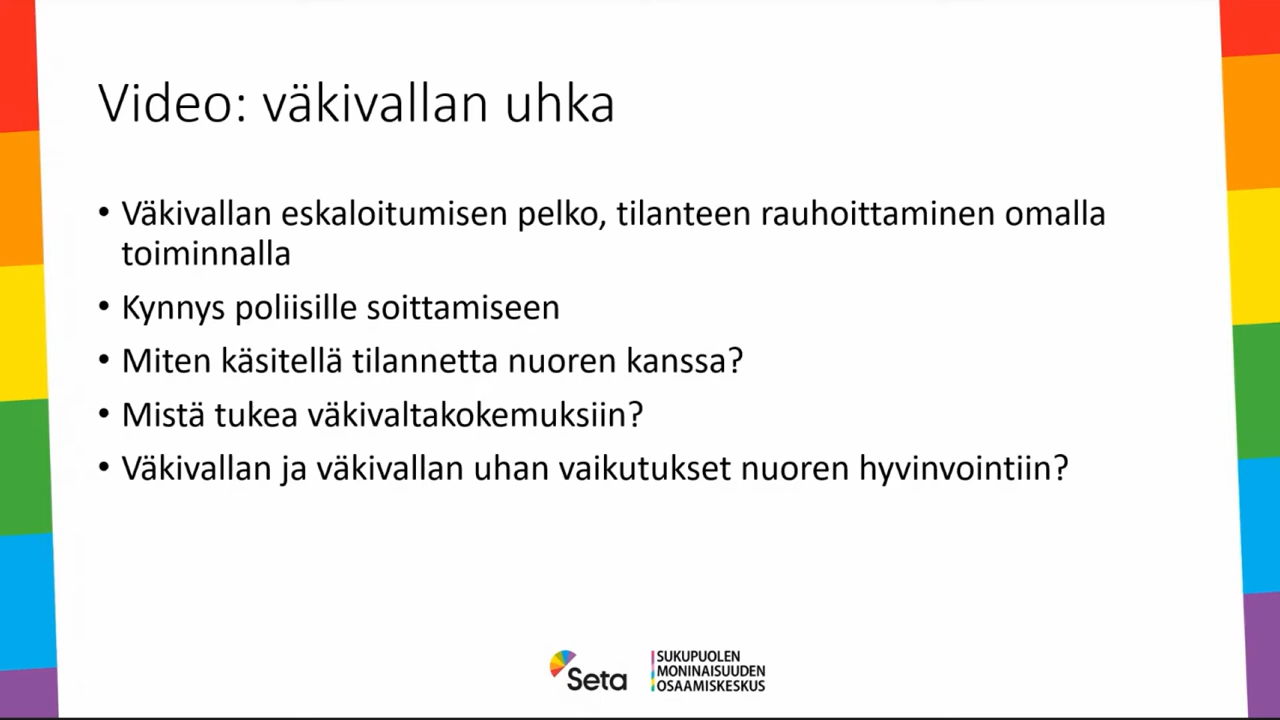 Video: väkivallan uhka
• Väkivallan eskaloitumisen pelko, tilanteen rauhoittaminen omalla
toiminnalla
• Kynnys poliisille soittamiseen
• Miten käsitellä tilannetta nuoren kanssa?
• Mistä tukea väkivaltakokemuksiin?
• Väkivallan ja väkivallan uhan vaikutukset nuoren hyvinvointiin?
Seta
SUKUPUOLEN
MONINAISUUDEN
OSAAMISKESKUS